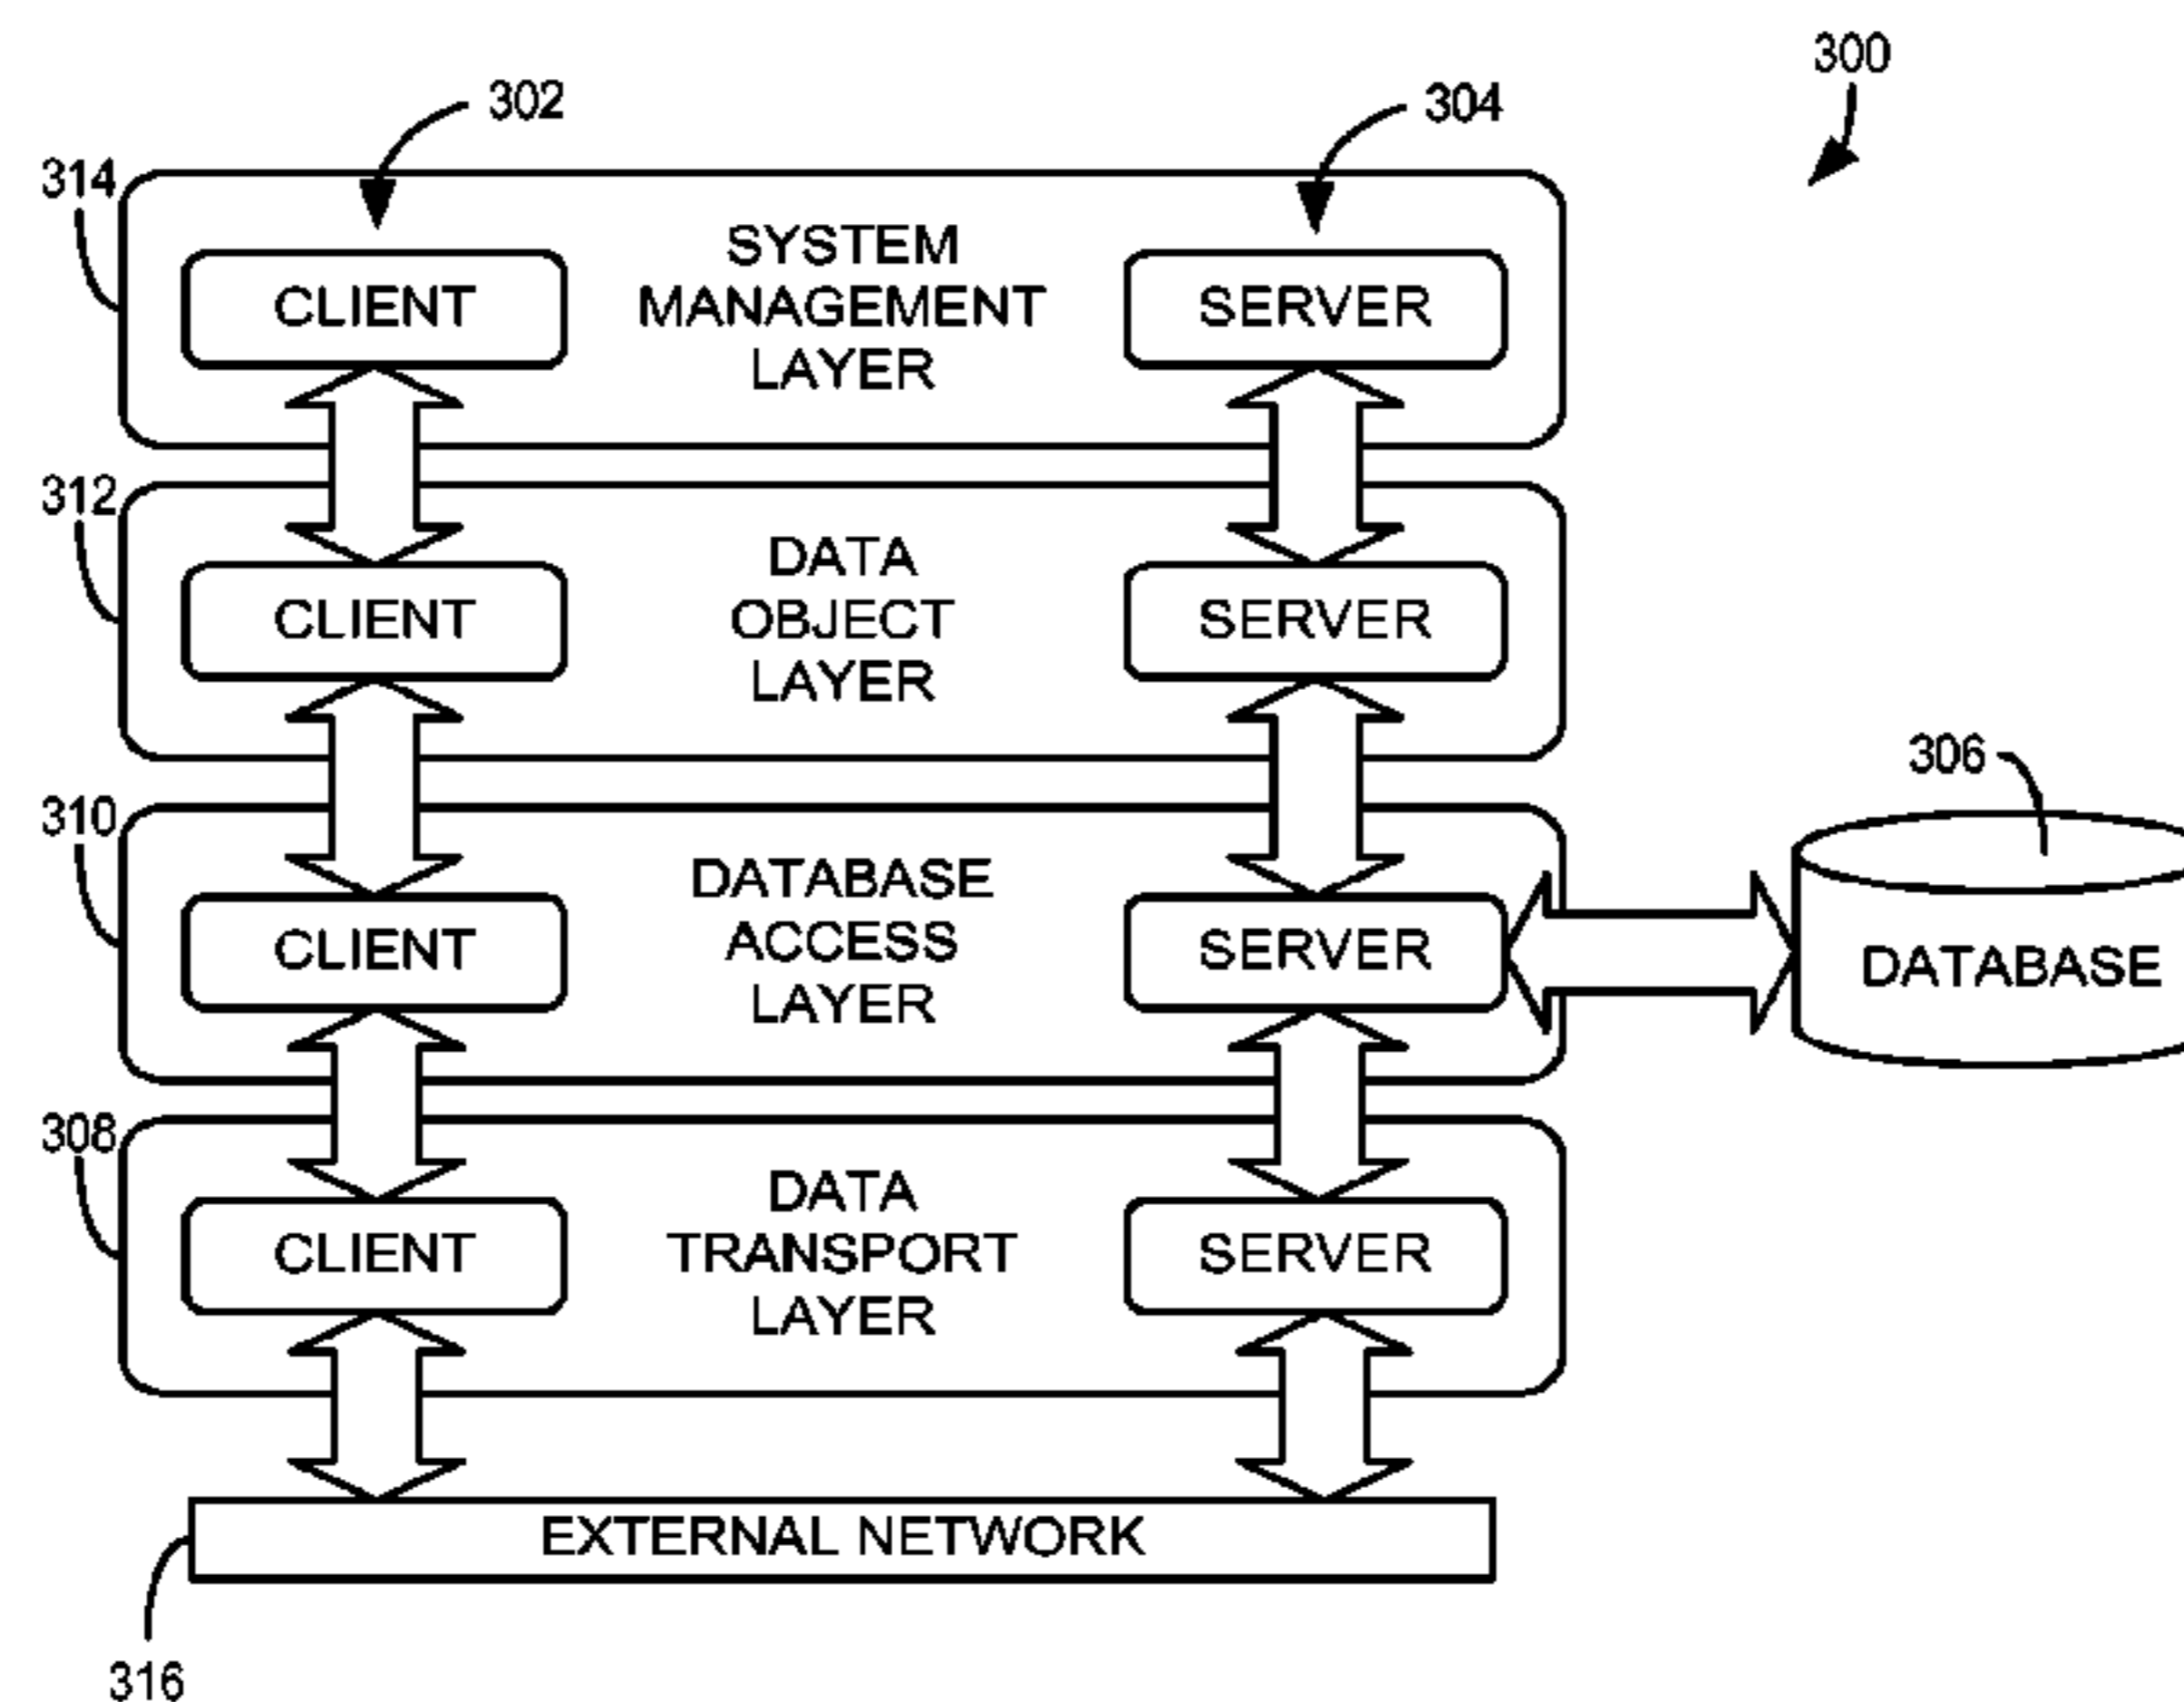 300
302
304
314
SYSTEM
MANAGEMENT
LAYER
CLIENT
SERVER
312
DATA
OBJECT
LAYER
CLIENT
SERVER
310
DATABASE
ACCESS
LAYER
CLIENT
SERVER
306
DATABASE
308
DATA
TRANSPORT
LAYER
CLIENT
SERVER
EXTERNAL NETWORK
316